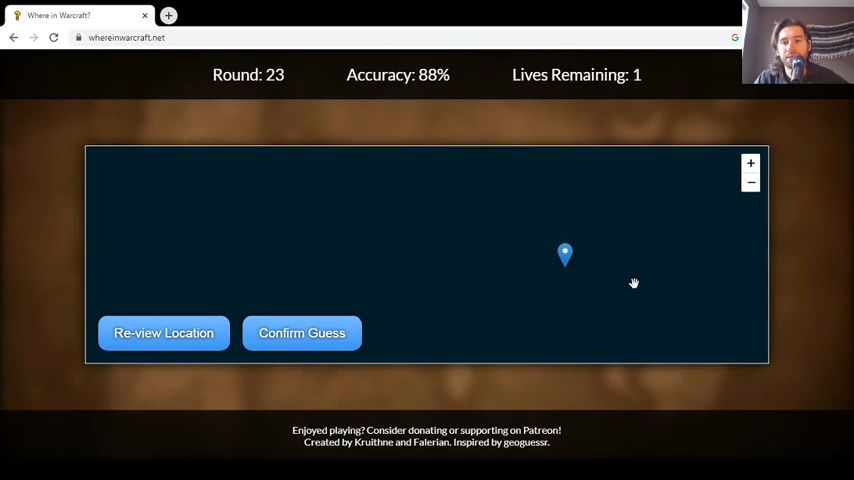 Where in Warcraft?
whereinwarcraft.net
Round: 23
Accuracy: 88%
Lives Remaining: 1
+
−
Re-view Location
Confirm Guess
Enjoyed playing? Consider donating or supporting on Patreon!
Created by Kruithne and Falerian. Inspired by geoguessr.